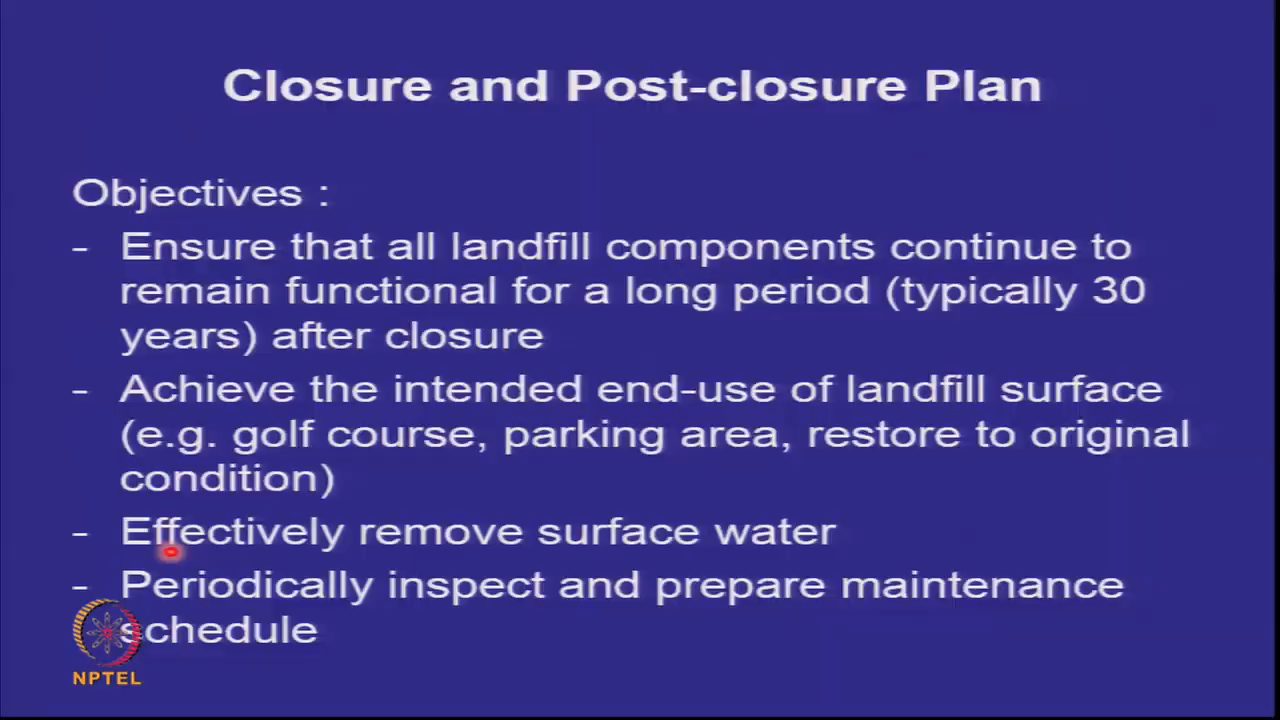 Closure and Post-closure Plan
Objectives :
- Ensure that all landfill components continue to
remain functional for a long period (typically 30
years) after closure
- Achieve the intended end-use of landfill surface
(e.g. golf course, parking area, restore to original
condition)
- Effectively remove surface water
- Periodically inspect and prepare maintenance
schedule
NPTEL